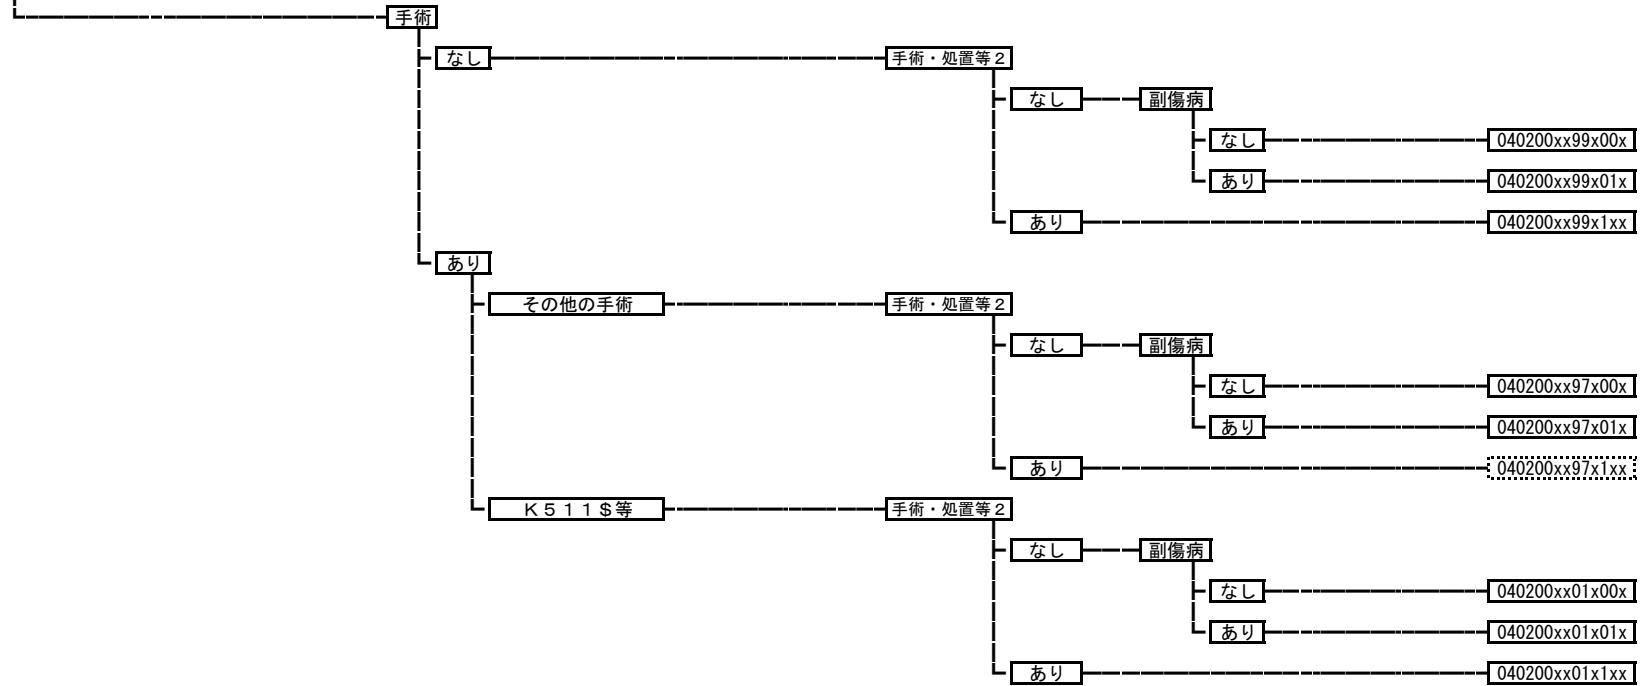 手術
なし 手術・処置等２
なし 副傷病
なし 040200xx99x00x
あり 040200xx99x01x
あり 040200xx99x1xx
あり
その他の手術 手術・処置等２
なし 副傷病
なし 040200xx97x00x
あり 040200xx97x01x
あり 040200xx97x1xx
Ｋ５１１＄等 手術・処置等２
なし 副傷病
なし 040200xx01x00x
あり 040200xx01x01x
あり 040200xx01x1xx